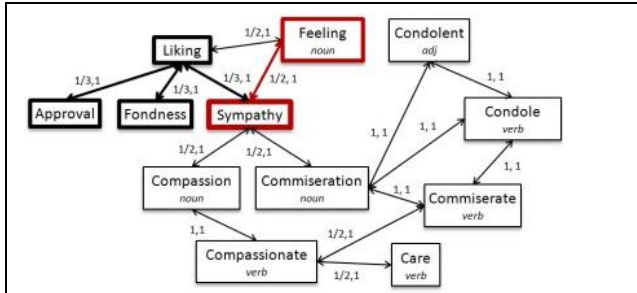 1/2,1
Feeling
noun
Condolent
adj
Liking
1/3,1
1/3,1
1/3, 1
1/2, 1
1, 1
Approval
Fondness
Sympathy
Condole
verb
1, 1
1, 1
1/2,1
1/2,1
1, 1
Compassion
noun
Commiseration
noun
1, 1
Commiserate
verb
1,1
1/2,1
Compassionate
verb
1/2,1
Care
verb